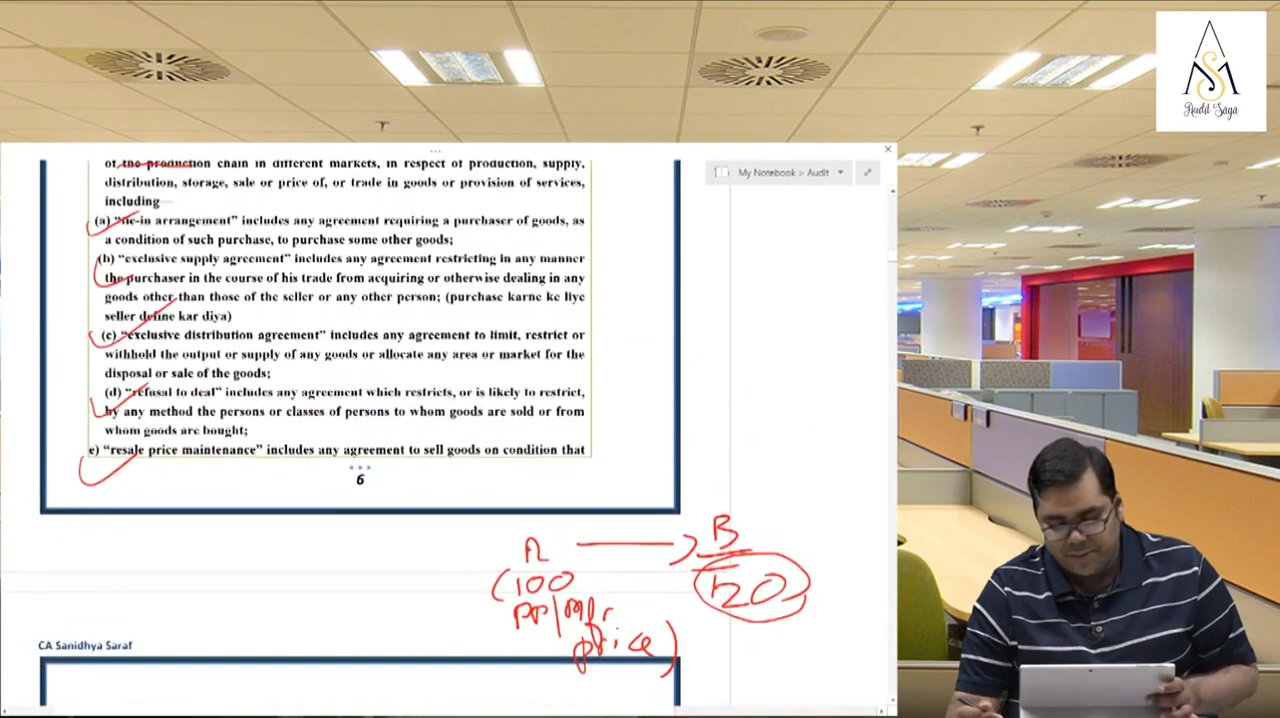 Audit Saga
My Notebook > Audit
of the production chain in different markets, in respect of production, supply,
distribution, storage, sale or price of, or trade in goods or provision of services,
including
(a) “tie-in arrangement” includes any agreement requiring a purchaser of goods, as
a condition of such purchase, to purchase some other goods;
(b) “exclusive supply agreement” includes any agreement restricting in any manner
the purchaser in the course of his trade from acquiring or otherwise dealing in any
goods other than those of the seller or any other person; (purchase karne ke liye
seller define kar diya)
(c) “exclusive distribution agreement” includes any agreement to limit, restrict or
withhold the output or supply of any goods or allocate any area or market for the
disposal or sale of the goods;
(d) “refusal to deal” includes any agreement which restricts, or is likely to restrict,
by any method the persons or classes of persons to whom goods are sold or from
whom goods are bought;
e) “resale price maintenance” includes any agreement to sell goods on condition that
6
A B
(100 120
price)
CA Sanidhya Saraf